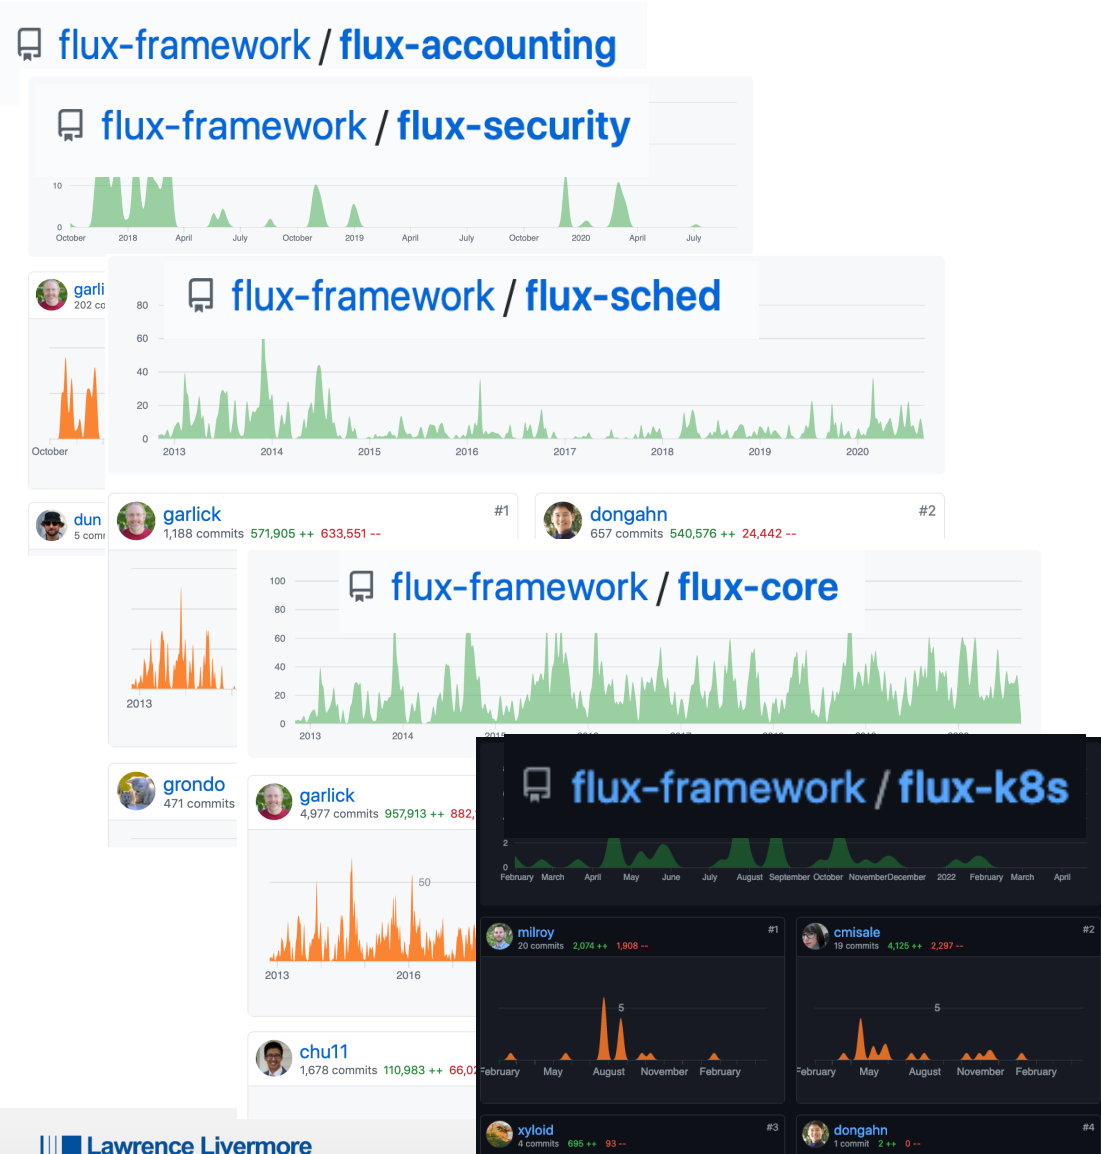 flux-framework / flux-accounting
flux-framework / flux-security
10
0
October 2018 April July October 2019 April July October 2020 April July
garli
202 co
October
dun
5 comm
flux-framework / flux-sched
80
60
40
20
0
2013 2014 2015 2016 2017 2018 2019 2020
garlick #1
1,188 commits 571,905 ++ 633,551 --
dongahn #2
657 commits 540,576 ++ 24,442 --
2013
grondo
471 commits
flux-framework / flux-core
100
80
60
40
20
0
2013 2014
garlick
4,977 commits 957,913 ++ 882,
50
2013 2016
chu11
1,678 commits 110,983 ++ 66,02
flux-framework / flux-k8s
2
0
February March April May June July August September October November December 2022 February March April
milroy #1
20 commits 2,074 ++ 1,908 --
5
February May August November February
cmisale #2
19 commits 4,125 ++ 2,297 --
5
February May August November February
xyloid #3
4 commits 695 ++ 93 --
dongahn #4
1 commit 2 ++ 0 --
Lawrence Livermore